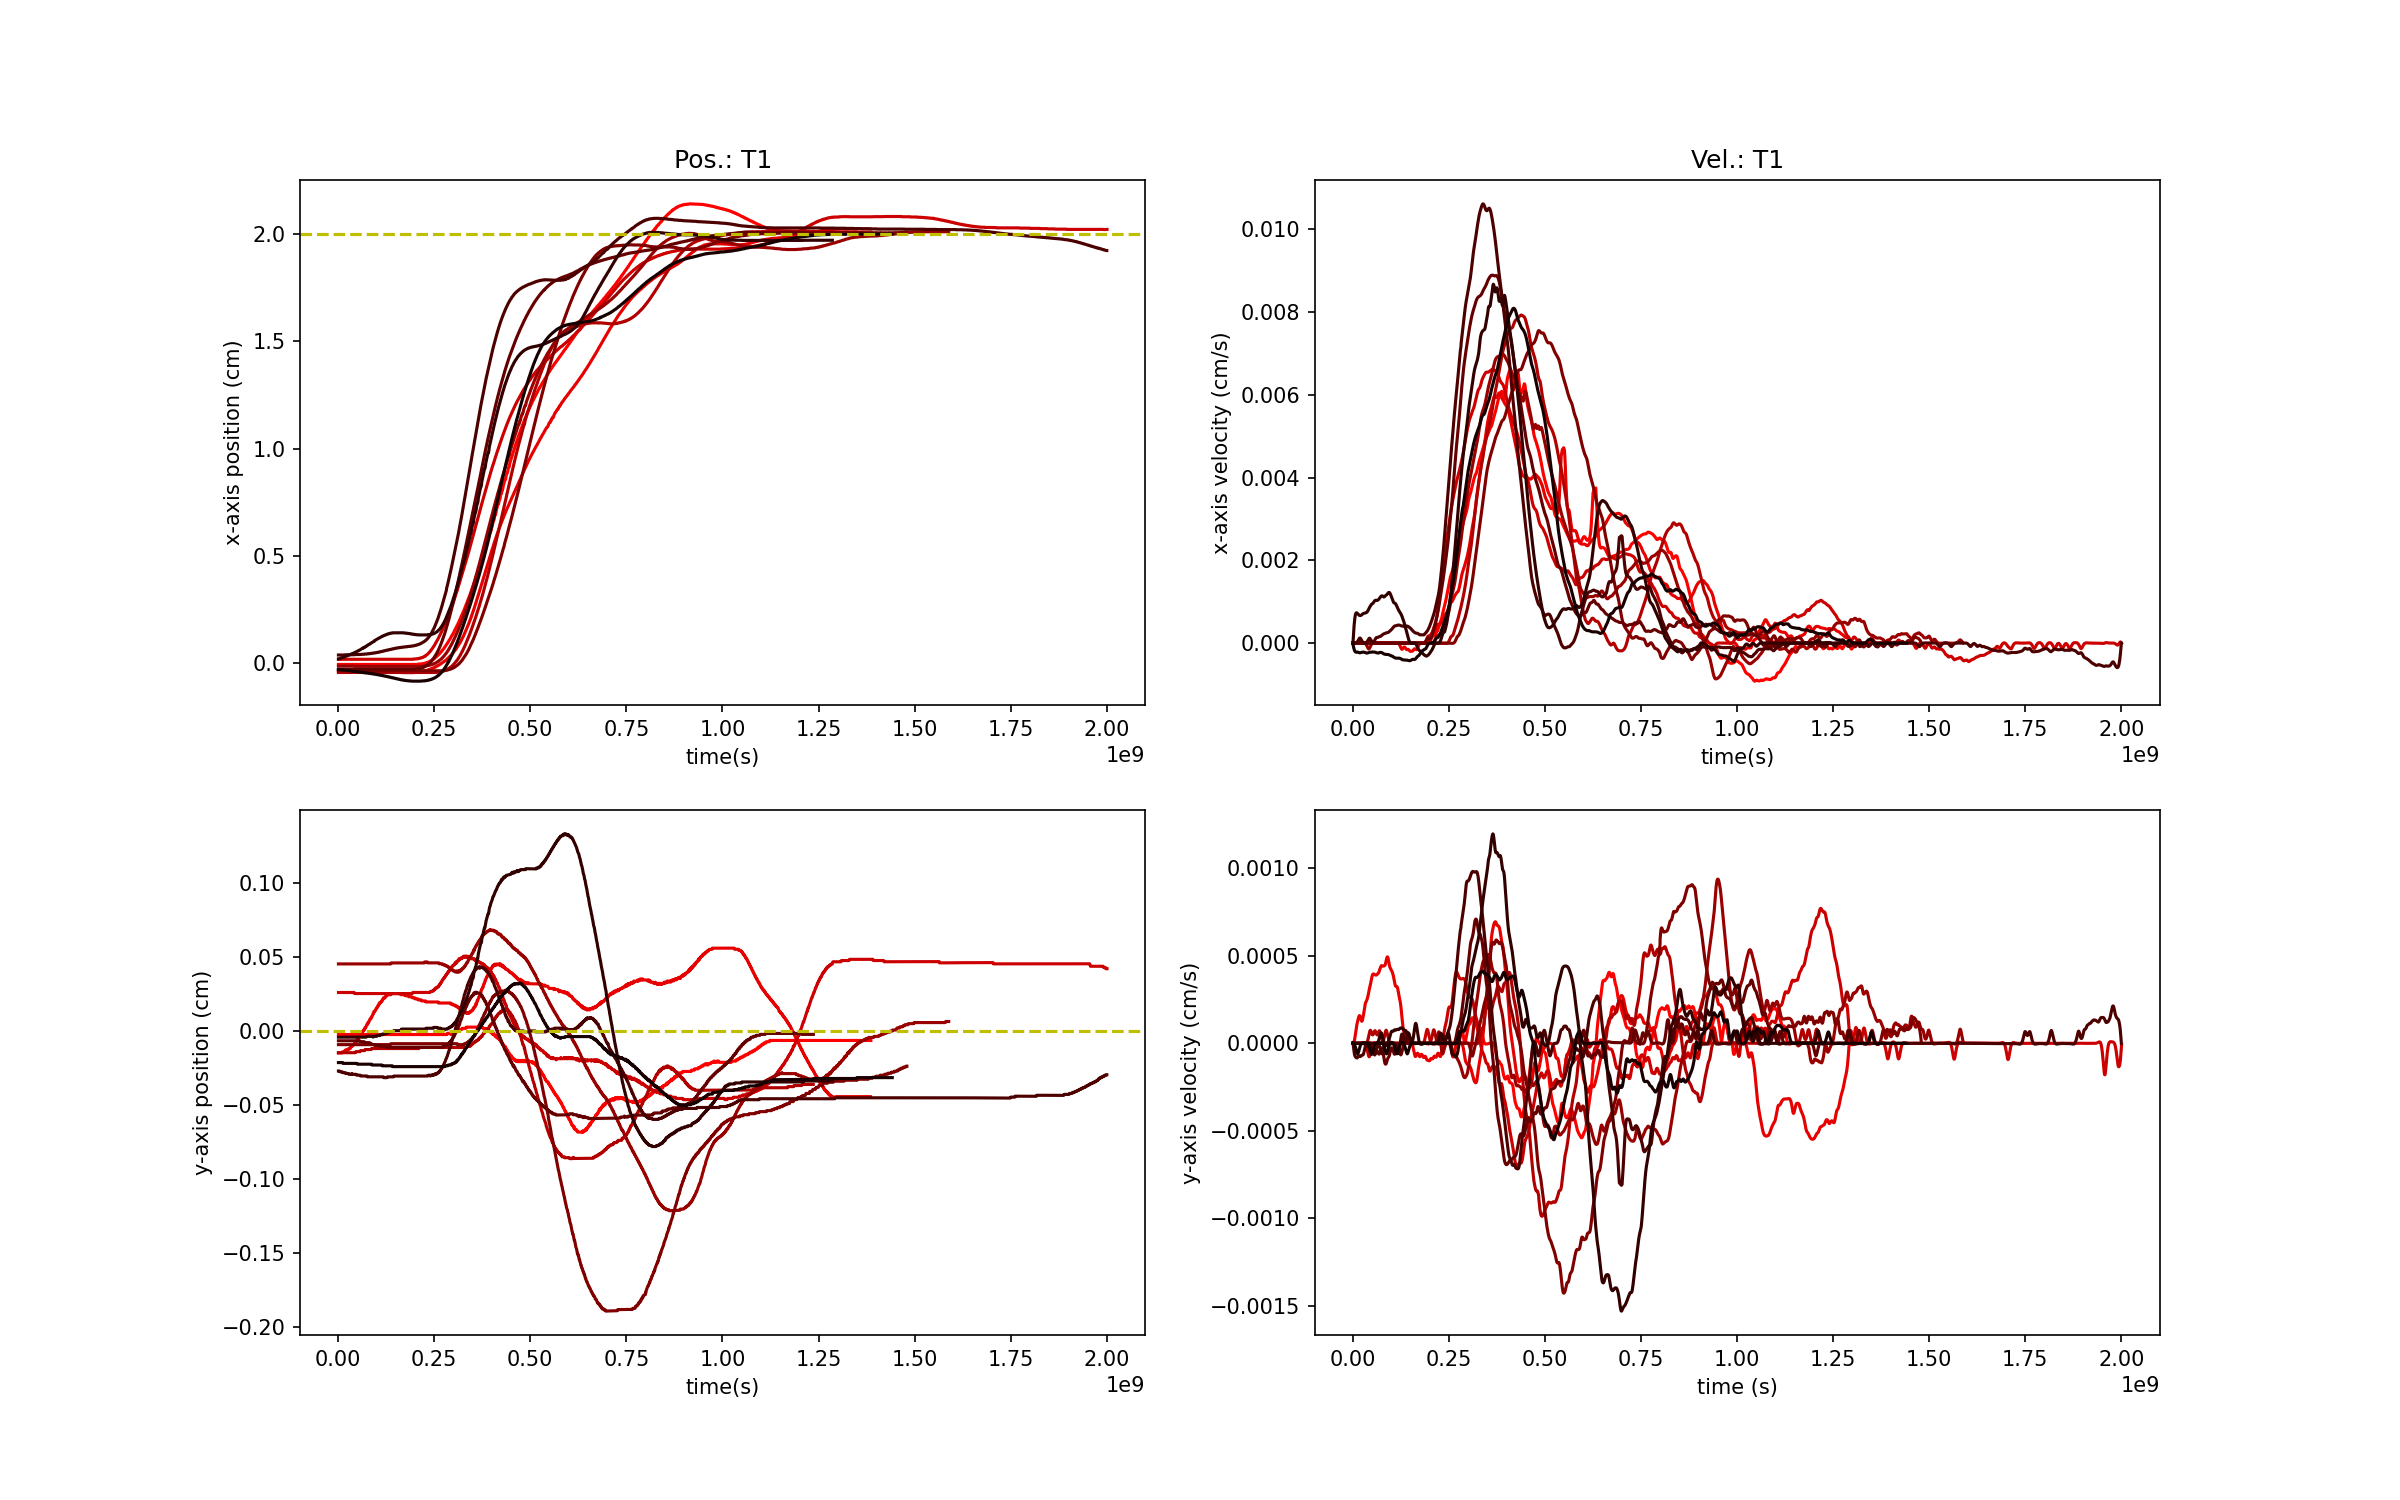 Pos.: T1
Vel.: T1
x-axis position (cm)
2.0
1.5
1.0
0.5
0.0
0.00 0.25 0.50 0.75 1.00 1.25 1.50 1.75 2.00
time(s)
1e9
x-axis velocity (cm/s)
0.010
0.008
0.006
0.004
0.002
0.000
0.00 0.25 0.50 0.75 1.00 1.25 1.50 1.75 2.00
time(s)
1e9
y-axis position (cm)
0.10
0.05
0.00
−0.05
−0.10
−0.15
−0.20
0.00 0.25 0.50 0.75 1.00 1.25 1.50 1.75 2.00
time(s)
1e9
y-axis velocity (cm/s)
0.0010
0.0005
0.0000
−0.0005
−0.0010
−0.0015
0.00 0.25 0.50 0.75 1.00 1.25 1.50 1.75 2.00
time (s)
1e9